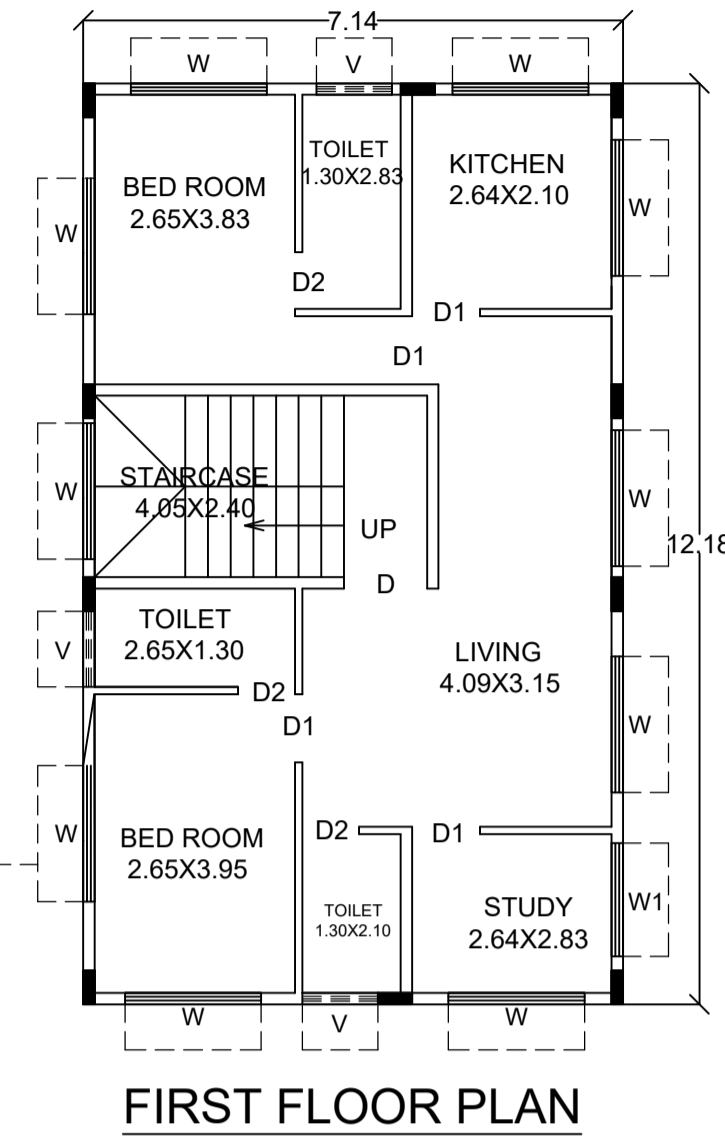 7.14
W
V
W
TOILET
1.30X2.83
KITCHEN
2.64X2.10
BED ROOM
2.65X3.83
W
W
D2
D1
D1
STAIRCASE
4.05X2.40
W
W
UP
12.18
D
TOILET
2.65X1.30
V
LIVING
4.09X3.15
D2
D1
W
W
BED ROOM
2.65X3.95
D2
D1
TOILET
1.30X2.10
STUDY
2.64X2.83
W1
W
V
W
FIRST FLOOR PLAN